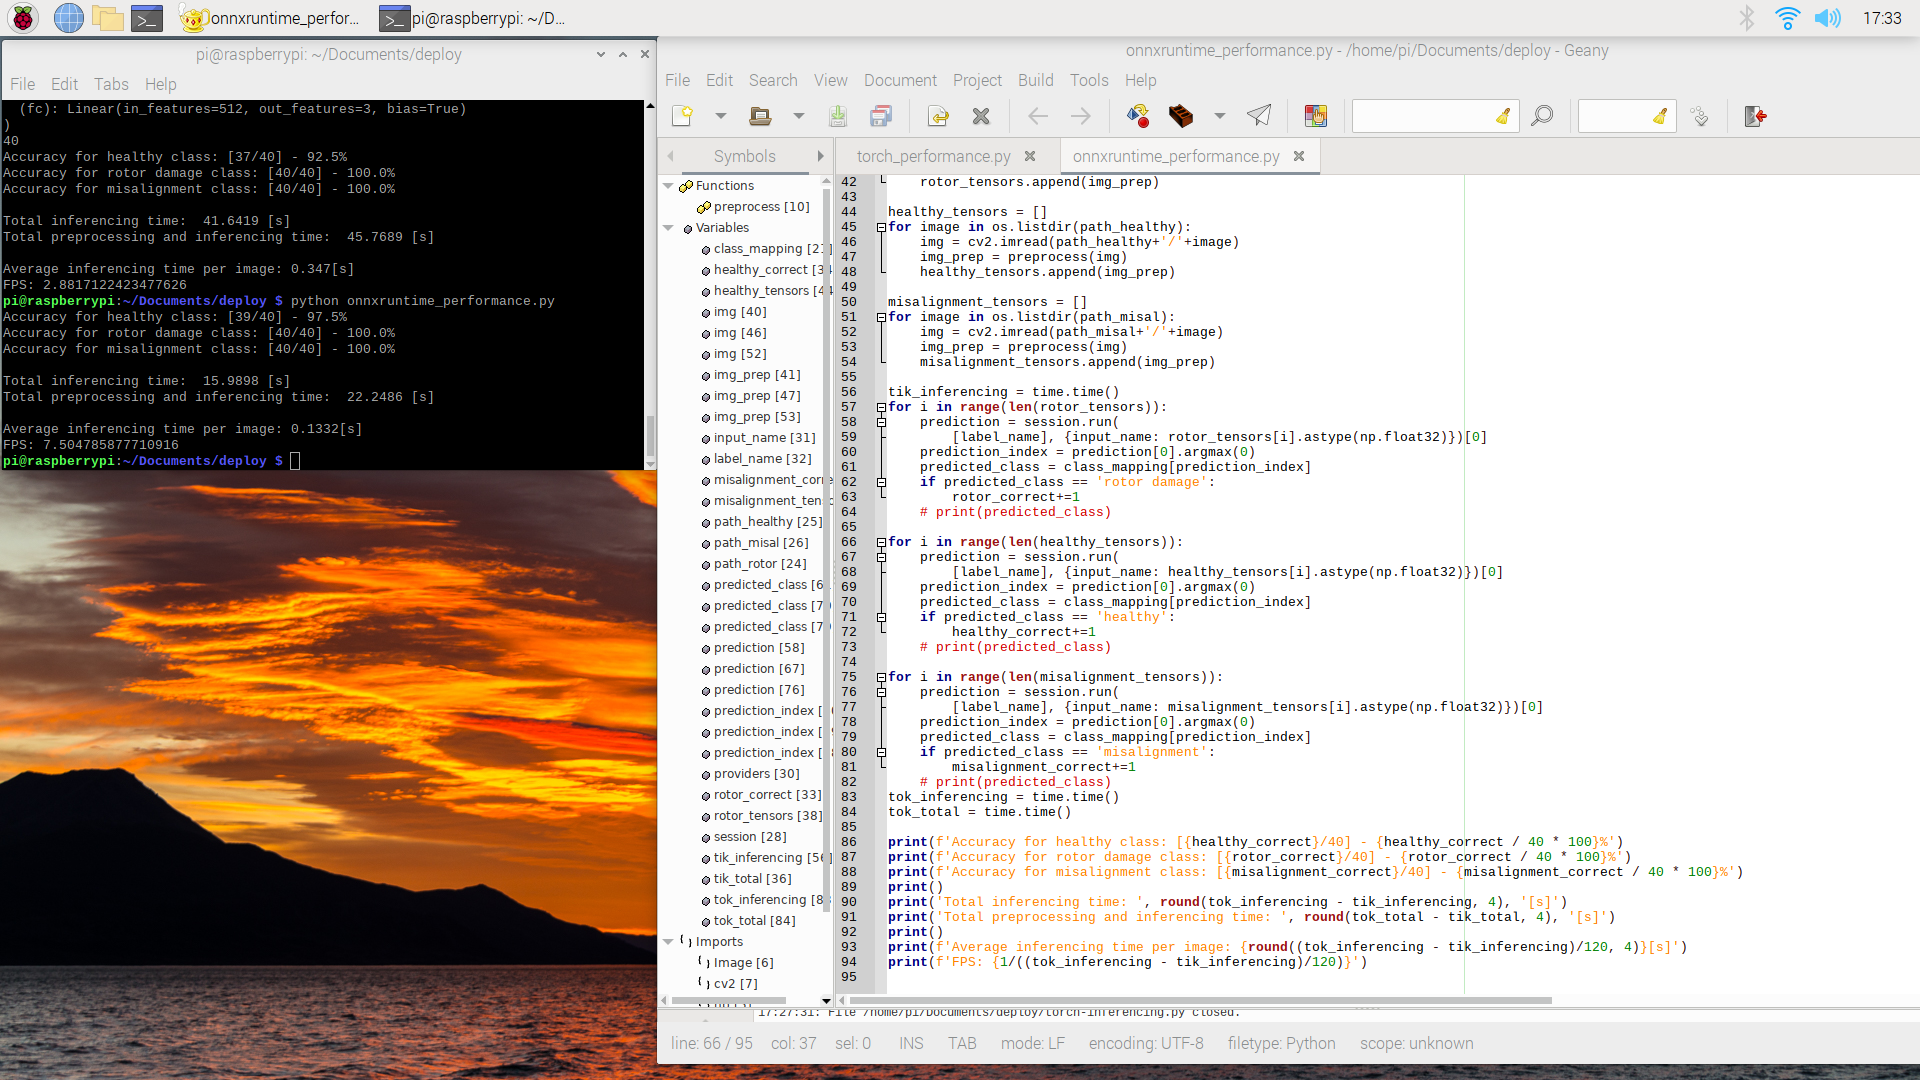 onnxruntime_perfor...
pi@raspberrypi: ~/D...
17:33
pi@raspberrypi: ~/Documents/deploy
File Edit Tabs Help
(fc): Linear(in_features=512, out_features=3, bias=True)
)
40
Accuracy for healthy class: [37/40] - 92.5%
Accuracy for rotor damage class: [40/40] - 100.0%
Accuracy for misalignment class: [40/40] - 100.0%
Total inferencing time:  41.6419 [s]
Total preprocessing and inferencing time:  45.7689 [s]
Average inferencing time per image: 0.347[s]
FPS: 2.8817122423477626
pi@raspberrypi:~/Documents/deploy $ python onnxruntime_performance.py
Accuracy for healthy class: [39/40] - 97.5%
Accuracy for rotor damage class: [40/40] - 100.0%
Accuracy for misalignment class: [40/40] - 100.0%
Total inferencing time:  15.9898 [s]
Total preprocessing and inferencing time:  22.2486 [s]
Average inferencing time per image: 0.1332[s]
FPS: 7.504785877710916
pi@raspberrypi:~/Documents/deploy $
onnxruntime_performance.py - /home/pi/Documents/deploy - Geany
File Edit Search View Document Project Build Tools Help
Symbols
Functions
preprocess [10]
Variables
class_mapping [21]
healthy_correct [34
healthy_tensors [44
img [40]
img [46]
img [52]
img_prep [41]
img_prep [47]
img_prep [53]
input_name [31]
label_name [32]
misalignment_corre
misalignment_tens
path_healthy [25]
path_misal [26]
path_rotor [24]
predicted_class [6
predicted_class [7
predicted_class [7
prediction [58]
prediction [67]
prediction [76]
prediction_index [
prediction_index [
prediction_index [
providers [30]
rotor_correct [33]
rotor_tensors [38]
session [28]
tik_inferencing [56]
tik_total [36]
tok_inferencing [83
tok_total [84]
Imports
Image [6]
cv2 [7]
torch_performance.py
onnxruntime_performance.py
42 rotor_tensors.append(img_prep)
43
44 healthy_tensors = []
45 for image in os.listdir(path_healthy):
46 img = cv2.imread(path_healthy+'/'+image)
47 img_prep = preprocess(img)
48 healthy_tensors.append(img_prep)
49
50 misalignment_tensors = []
51 for image in os.listdir(path_misal):
52 img = cv2.imread(path_misal+'/'+image)
53 img_prep = preprocess(img)
54 misalignment_tensors.append(img_prep)
55
56 tik_inferencing = time.time()
57 for i in range(len(rotor_tensors)):
58 prediction = session.run(
59 [label_name], {input_name: rotor_tensors[i].astype(np.float32)})[0]
60 prediction_index = prediction[0].argmax(0)
61 predicted_class = class_mapping[prediction_index]
62 if predicted_class == 'rotor damage':
63 rotor_correct+=1
64 # print(predicted_class)
65
66 for i in range(len(healthy_tensors)):
67 prediction = session.run(
68 [label_name], {input_name: healthy_tensors[i].astype(np.float32)})[0]
69 prediction_index = prediction[0].argmax(0)
70 predicted_class = class_mapping[prediction_index]
71 if predicted_class == 'healthy':
72 healthy_correct+=1
73 # print(predicted_class)
74
75 for i in range(len(misalignment_tensors)):
76 prediction = session.run(
77 [label_name], {input_name: misalignment_tensors[i].astype(np.float32)})[0]
78 prediction_index = prediction[0].argmax(0)
79 predicted_class = class_mapping[prediction_index]
80 if predicted_class == 'misalignment':
81 misalignment_correct+=1
82 # print(predicted_class)
83 tok_inferencing = time.time()
84 tok_total = time.time()
85
86 print(f'Accuracy for healthy class: [{healthy_correct}/40] - {healthy_correct / 40 * 100}%')
87 print(f'Accuracy for rotor damage class: [{rotor_correct}/40] - {rotor_correct / 40 * 100}%')
88 print(f'Accuracy for misalignment class: [{misalignment_correct}/40] - {misalignment_correct / 40 * 100}%')
89 print()
90 print('Total inferencing time: ', round(tok_inferencing - tik_inferencing, 4), '[s]')
91 print('Total preprocessing and inferencing time: ', round(tok_total - tik_total, 4), '[s]')
92 print()
93 print(f'Average inferencing time per image: {round((tok_inferencing - tik_inferencing)/120, 4)}[s]')
94 print(f'FPS: {1/((tok_inferencing - tik_inferencing)/120)}')
95
17:27:31: File /home/pi/Documents/deploy/torch-inferencing.py closed.
line: 66 / 95 col: 37 sel: 0 INS TAB mode: LF encoding: UTF-8 filetype: Python scope: unknown